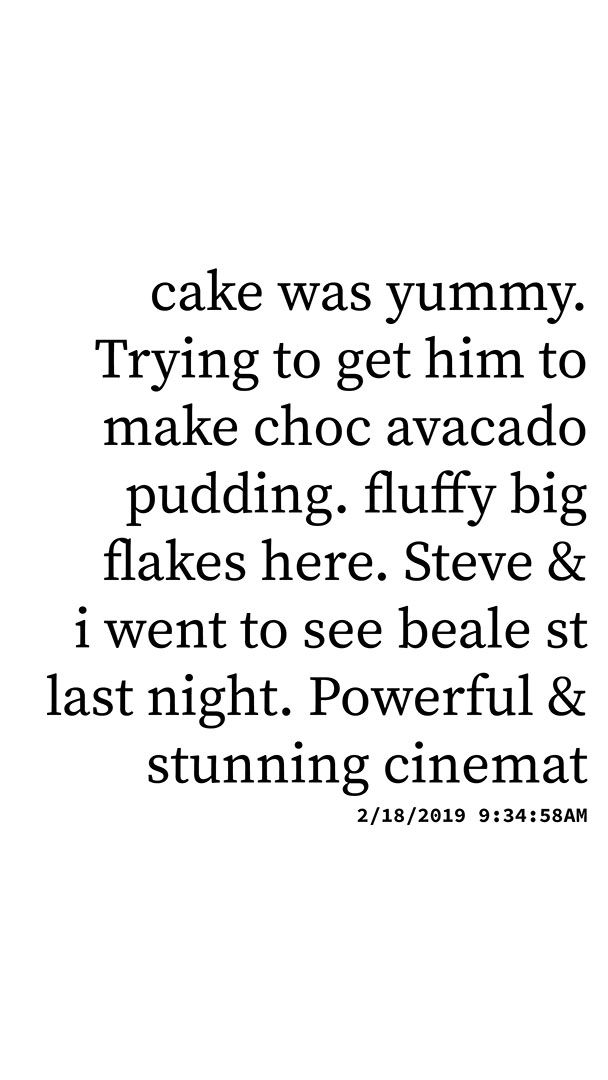 cake was yummy.
Trying to get him to
make choc avacado
pudding. fluffy big
flakes here. Steve &
i went to see beale st
last night. Powerful &
stunning cinemat
2/18/2019 9:34:58AM